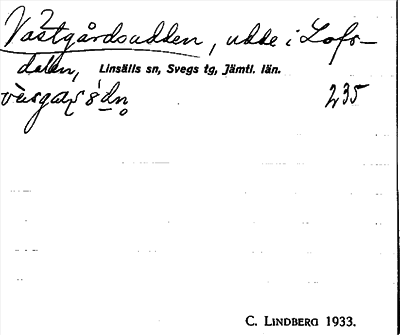 ?
Västgårdsudden, udde i Lofs-
dalen, Linsälls sn, Svegs tg, Jämtl. län.
235
C. LINDBERG 1933.